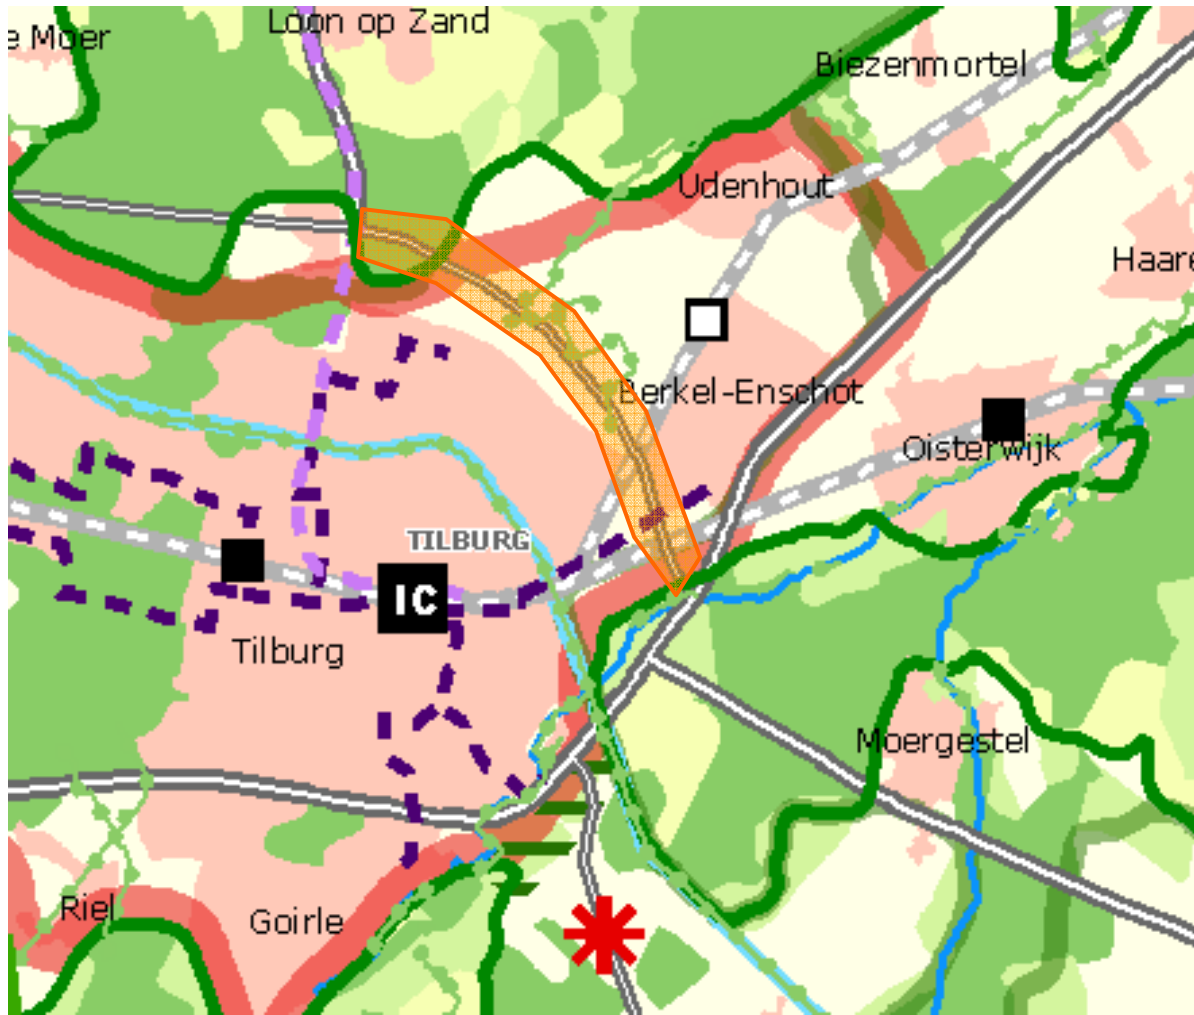 Loon op Zand
e Moer
Biezenmortel
Udenhout
Haare
Berkel-Enschot
Oisterwijk
TILBURG
IC
Tilburg
Moergestel
Riel
Goirle